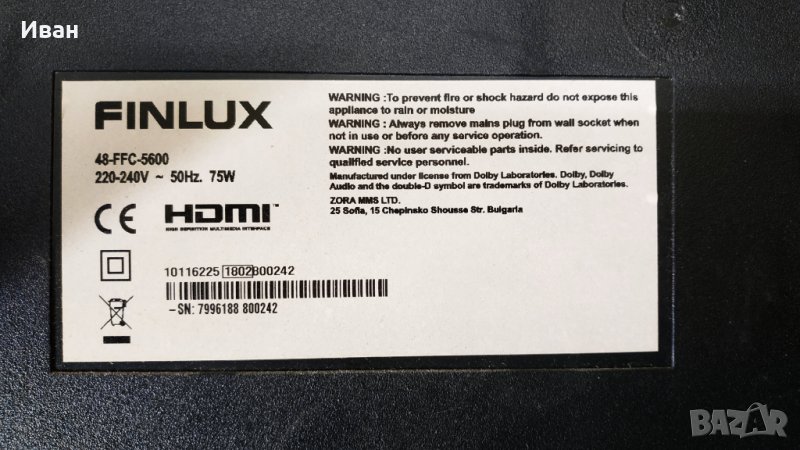 Иван
FINLUX
48-FFC-5600
220-240V ~ 50Hz. 75W
CE HDMI™
HIGH DEFINITION MULTIMEDIA INTERFACE
WARNING :To prevent fire or shock hazard do not expose this
appliance to rain or moisture
WARNING : Always remove mains plug from wall socket when
not in use or before any service operation.
WARNING :No user serviceable parts inside. Refer servicing to
qualified service personnel.
Manufactured under license from Dolby Laboratories. Dolby, Dolby
Audio and the double-D symbol are trademarks of Dolby Laboratories.
ZORA MMS LTD.
25 Sofia, 15 Chepinsko Shousse Str. Bulgaria
10116225 1802B00242
-SN: 7996188 800242
BAZAR